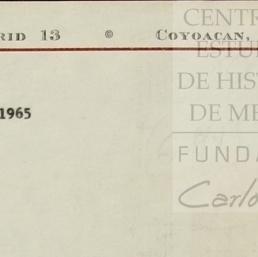 RID 13 ® COYOACAN,
1965
CENTR
ESTU
DE HIS
DE ME
FUNDA
Carlo